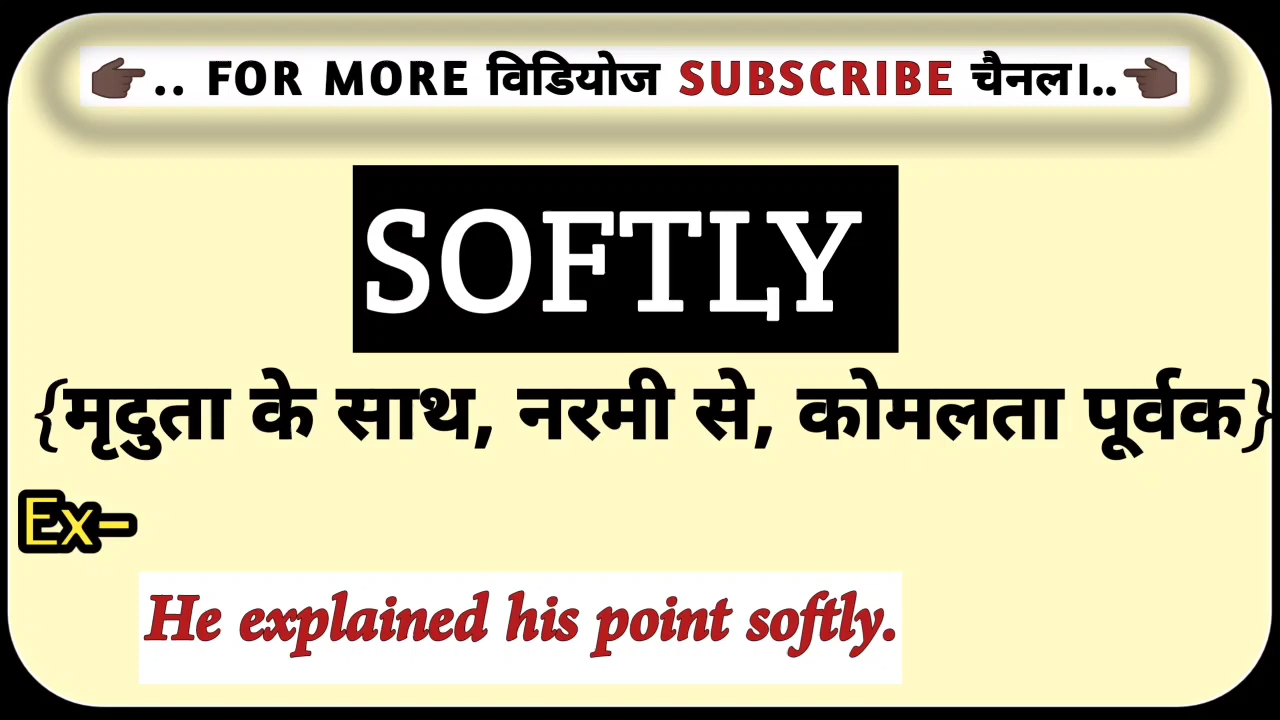 👉🏿.. FOR MORE विडियोज SUBSCRIBE चैनल।..👈🏿
SOFTLY
{मृदुता के साथ, नरमी से, कोमलता पूर्वक}
Ex-
He explained his point softly.